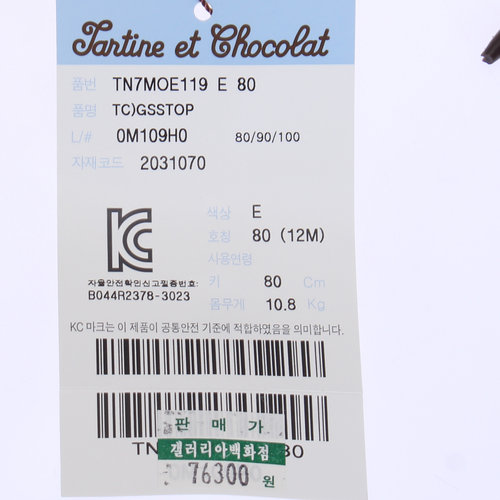 Tartine et Chocolat
품번 TN7MOE119 E 80
품명 TC)GSSTOP
L/# 0M109H0 80/90/100
자재코드 2031070
색상 E
호칭 80 (12M)
사용연령
키 80 Cm
몸무게 10.8 Kg
KC
자율안전확인신고필증번호:
B044R2378-3023
KC 마크는 이 제품이 공통안전 기준에 적합하였음을 의미합니다.
TN 80
판매가
갤러리아백화점
76300 원